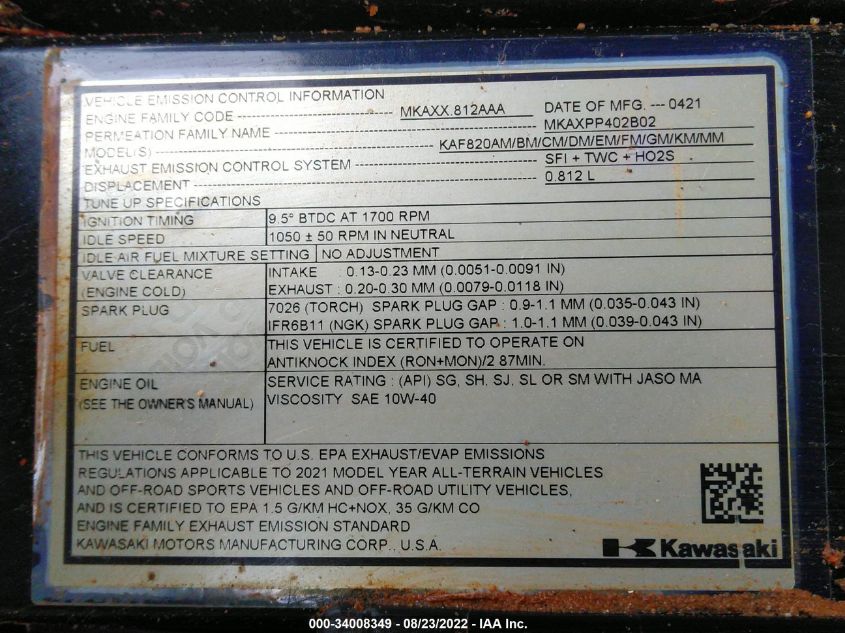 VEHICLE EMISSION CONTROL INFORMATION
ENGINE FAMILY CODE ---------- MKAXX.812AAA DATE OF MFG. --- 0421
PERMEATION FAMILY NAME ---------- MKAXPP402B02
MODEL(S) ---------- KAF820AM/BM/CM/DM/EM/FM/GM/KM/MM
EXHAUST EMISSION CONTROL SYSTEM ---------- SFI + TWC + HO2S
DISPLACEMENT ---------- 0.812 L
TUNE UP SPECIFICATIONS
IGNITION TIMING 9.5° BTDC AT 1700 RPM
IDLE SPEED 1050 ± 50 RPM IN NEUTRAL
IDLE AIR FUEL MIXTURE SETTING NO ADJUSTMENT
VALVE CLEARANCE INTAKE : 0.13-0.23 MM (0.0051-0.0091 IN)
(ENGINE COLD) EXHAUST : 0.20-0.30 MM (0.0079-0.0118 IN)
SPARK PLUG 7026 (TORCH) SPARK PLUG GAP : 0.9-1.1 MM (0.035-0.043 IN)
IFR6B11 (NGK) SPARK PLUG GAP : 1.0-1.1 MM (0.039-0.043 IN)
FUEL THIS VEHICLE IS CERTIFIED TO OPERATE ON
ANTIKNOCK INDEX (RON+MON)/2 87MIN.
ENGINE OIL SERVICE RATING : (API) SG, SH, SJ, SL OR SM WITH JASO MA
(SEE THE OWNER'S MANUAL) VISCOSITY SAE 10W-40
THIS VEHICLE CONFORMS TO U.S. EPA EXHAUST/EVAP EMISSIONS
REGULATIONS APPLICABLE TO 2021 MODEL YEAR ALL-TERRAIN VEHICLES
AND OFF-ROAD SPORTS VEHICLES AND OFF-ROAD UTILITY VEHICLES,
AND IS CERTIFIED TO EPA 1.5 G/KM HC+NOX, 35 G/KM CO
ENGINE FAMILY EXHAUST EMISSION STANDARD
KAWASAKI MOTORS MANUFACTURING CORP., U.S.A.
Kawasaki
000-34008349 - 08/23/2022 - IAA Inc.